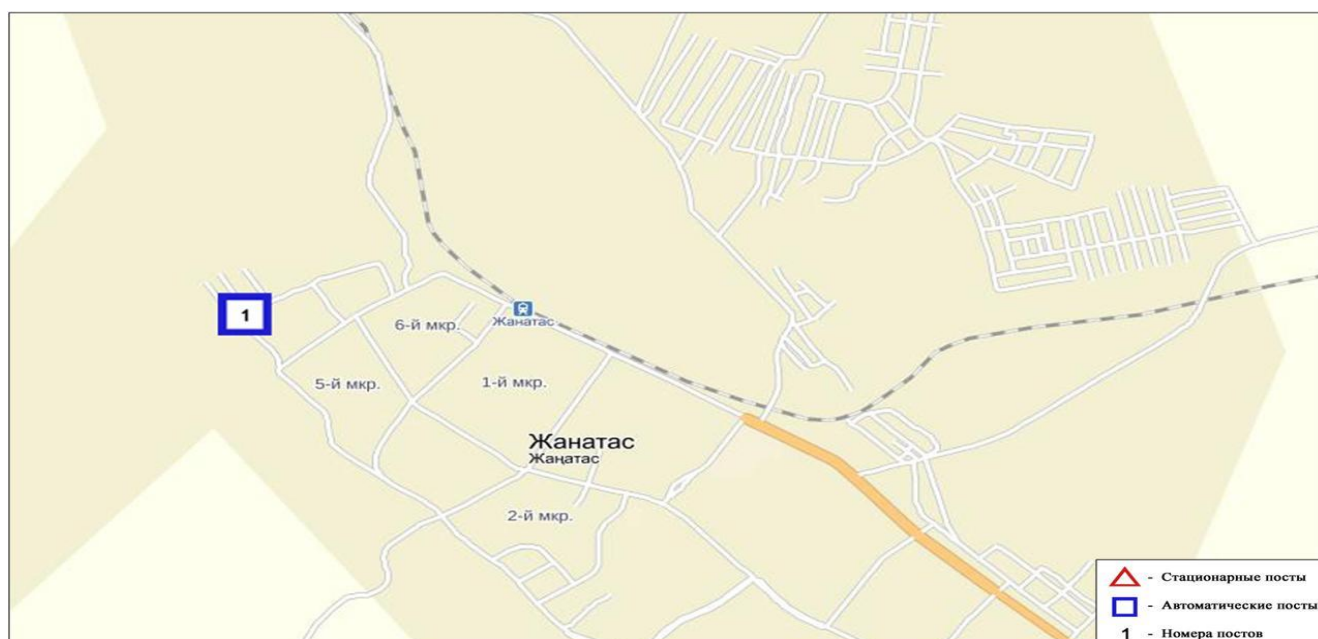 1
Жанатас
6-й мкр.
5-й мкр.
1-й мкр.
Жанатас
Жаңатас
2-й мкр.
- Стационарные посты
- Автоматические посты
1 - Номера постов